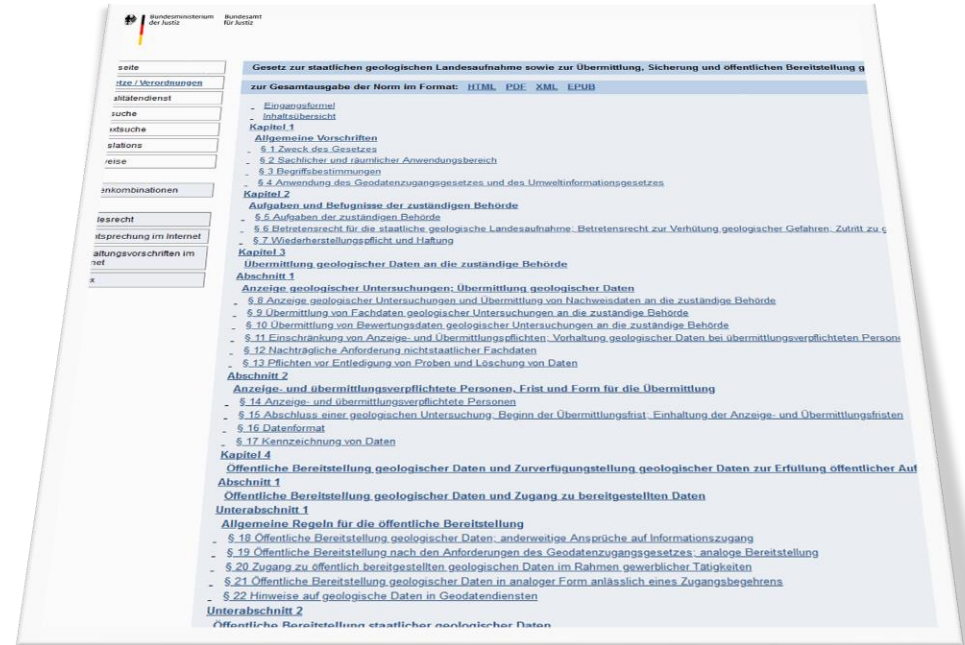 Bundesministerium der Justiz
Bundesamt für Justiz
seite
etze / Verordnungen
alitätendienst
suche
extsuche
slations
veise
enkombinationen
desrecht
htsprechung im Internet
altungsvorschriften im
net
x
Gesetz zur staatlichen geologischen Landesaufnahme sowie zur Übermittlung, Sicherung und öffentlichen Bereitstellung g
zur Gesamtausgabe der Norm im Format: HTML PDF XML EPUB
Eingangsformel
Inhaltsübersicht
Kapitel 1
Allgemeine Vorschriften
§ 1 Zweck des Gesetzes
§ 2 Sachlicher und räumlicher Anwendungsbereich
§ 3 Begriffsbestimmungen
§ 4 Anwendung des Geodatenzugangsgesetzes und des Umweltinformationsgesetzes
Kapitel 2
Aufgaben und Befugnisse der zuständigen Behörde
§ 5 Aufgaben der zuständigen Behörde
§ 6 Betretensrecht für die staatliche geologische Landesaufnahme; Betretensrecht zur Verhütung geologischer Gefahren; Zutritt zu g
§ 7 Wiederherstellungspflicht und Haftung
Kapitel 3
Übermittlung geologischer Daten an die zuständige Behörde
Abschnitt 1
Anzeige geologischer Untersuchungen; Übermittlung geologischer Daten
§ 8 Anzeige geologischer Untersuchungen und Übermittlung von Nachweisdaten an die zuständige Behörde
§ 9 Übermittlung von Fachdaten geologischer Untersuchungen an die zuständige Behörde
§ 10 Übermittlung von Bewertungsdaten geologischer Untersuchungen an die zuständige Behörde
§ 11 Einschränkung von Anzeige- und Übermittlungspflichten; Vorhaltung geologischer Daten bei übermittlungsverpflichteten Person
§ 12 Nachträgliche Anforderung nichtstaatlicher Fachdaten
§ 13 Pflichten vor Entledigung von Proben und Löschung von Daten
Abschnitt 2
Anzeige- und übermittlungsverpflichtete Personen, Frist und Form für die Übermittlung
§ 14 Anzeige- und übermittlungsverpflichtete Personen
§ 15 Abschluss einer geologischen Untersuchung; Beginn der Übermittlungsfrist; Einhaltung der Anzeige- und Übermittlungsfristen
§ 16 Datenformat
§ 17 Kennzeichnung von Daten
Kapitel 4
Öffentliche Bereitstellung geologischer Daten und Zurverfügungstellung geologischer Daten zur Erfüllung öffentlicher Auf
Abschnitt 1
Öffentliche Bereitstellung geologischer Daten und Zugang zu bereitgestellten Daten
Unterabschnitt 1
Allgemeine Regeln für die öffentliche Bereitstellung
§ 18 Öffentliche Bereitstellung geologischer Daten; anderweitige Ansprüche auf Informationszugang
§ 19 Öffentliche Bereitstellung nach den Anforderungen des Geodatenzugangsgesetzes; analoge Bereitstellung
§ 20 Zugang zu öffentlich bereitgestellten geologischen Daten im Rahmen gewerblicher Tätigkeiten
§ 21 Öffentliche Bereitstellung geologischer Daten in analoger Form anlässlich eines Zugangsbegehrens
§ 22 Hinweise auf geologische Daten in Geodatendiensten
Unterabschnitt 2
Öffentliche Bereitstellung staatlicher geologischer Daten